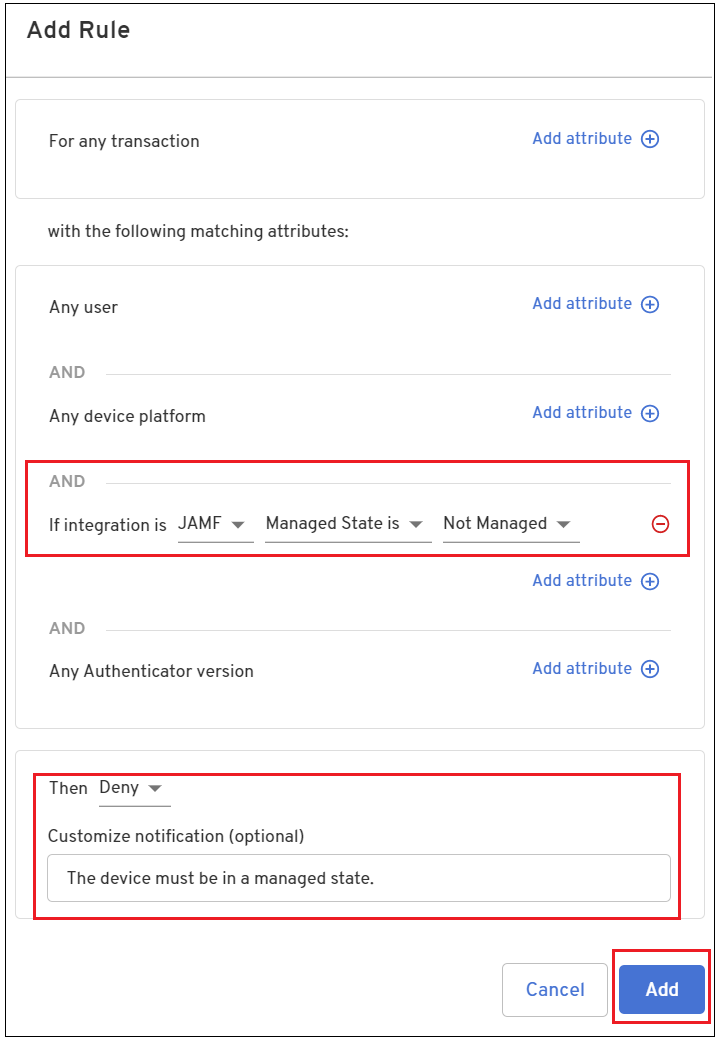 Add Rule
For any transaction Add attribute
with the following matching attributes:
Any user Add attribute
AND
Any device platform Add attribute
AND
If integration is JAMF Managed State is Not Managed
Add attribute
AND
Any Authenticator version Add attribute
Then Deny
Customize notification (optional)
The device must be in a managed state.
Cancel Add